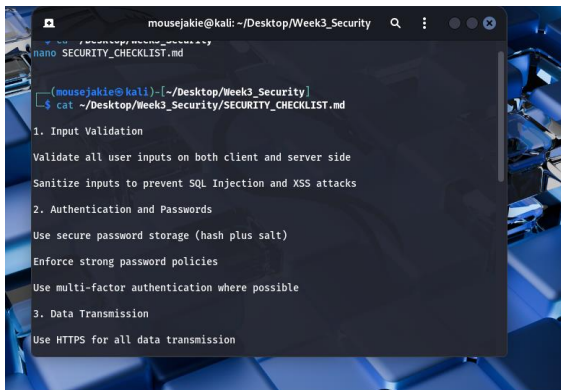 mousejakie@kali: ~/Desktop/Week3_Security
$ cd ~/Desktop/Week3_Security
nano SECURITY_CHECKLIST.md
(mousejakie㉿kali)-[~/Desktop/Week3_Security]
$ cat ~/Desktop/Week3_Security/SECURITY_CHECKLIST.md
1. Input Validation
Validate all user inputs on both client and server side
Sanitize inputs to prevent SQL Injection and XSS attacks
2. Authentication and Passwords
Use secure password storage (hash plus salt)
Enforce strong password policies
Use multi-factor authentication where possible
3. Data Transmission
Use HTTPS for all data transmission